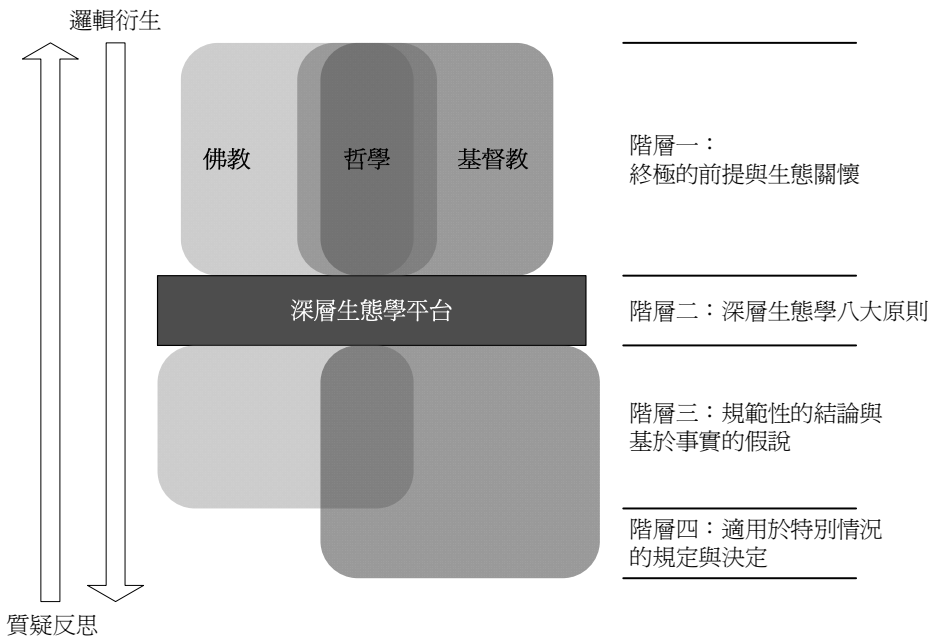 邏輯衍生
佛教
哲學
基督教
階層一：
終極的前提與生態關懷
深層生態學平台
階層二：深層生態學八大原則
階層三：規範性的結論與
基於事實的假說
階層四：適用於特別情況
的規定與決定
質疑反思